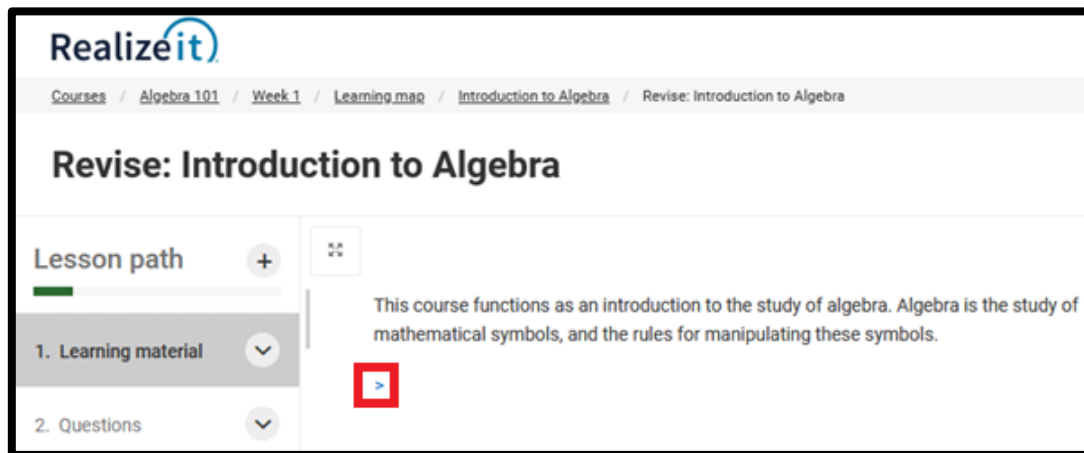 Realizeit
Courses / Algebra 101 / Week 1 / Learning map / Introduction to Algebra / Revise: Introduction to Algebra
Revise: Introduction to Algebra
Lesson path +
This course functions as an introduction to the study of algebra. Algebra is the study of
mathematical symbols, and the rules for manipulating these symbols.
1. Learning material
>
2. Questions